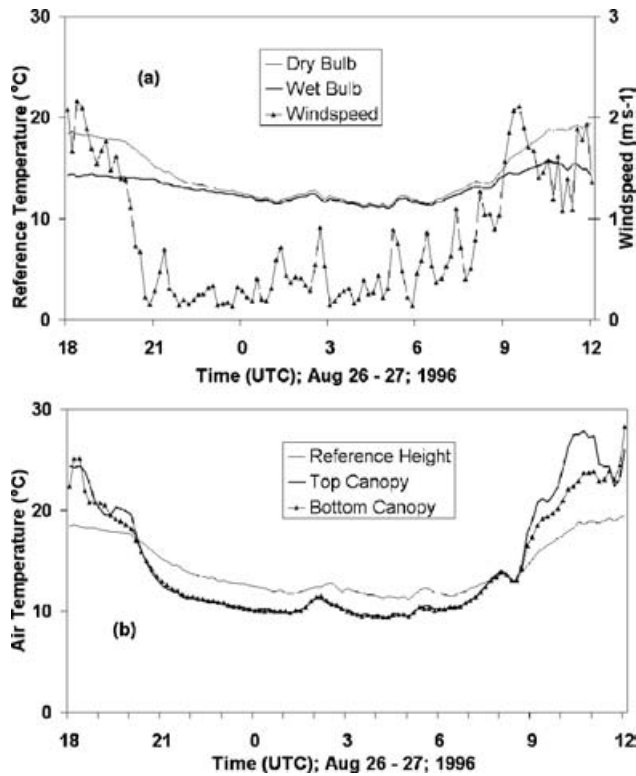 30
20
10
0
Reference Temperature (°C)
(a)
Dry Bulb
Wet Bulb
Windspeed
3
2
1
0
Windspeed (m s-1)
18 21 0 3 6 9 12
Time (UTC); Aug 26 - 27; 1996
30
20
10
0
Air Temperature (°C)
Reference Height
Top Canopy
Bottom Canopy
(b)
18 21 0 3 6 9 12
Time (UTC); Aug 26 - 27; 1996